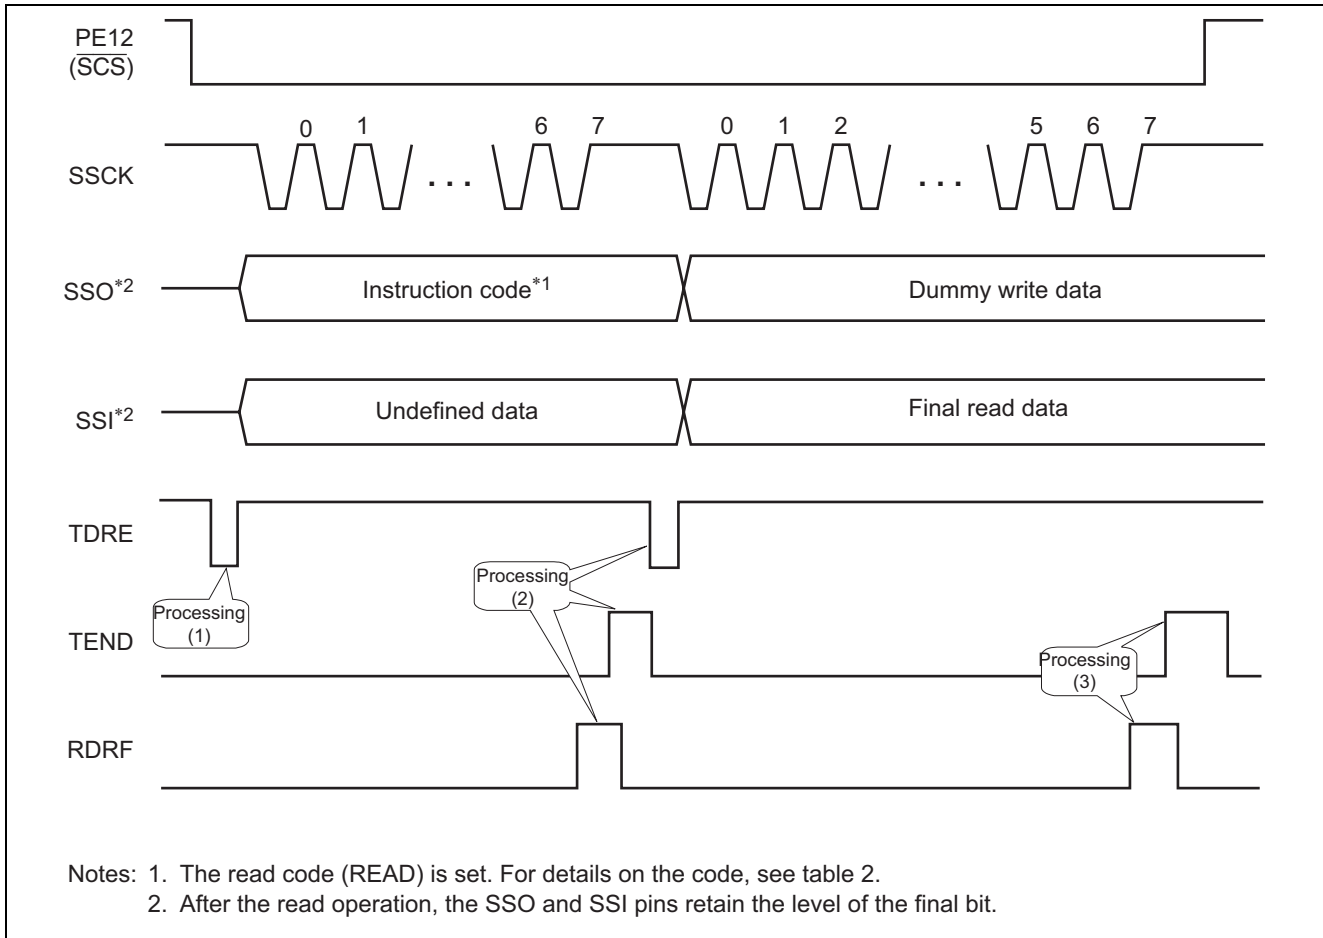 PE12
(SCS)
0 1 6 7 0 1 2 5 6 7
SSCK
. . . . . .
SSO*2
Instruction code*1
Dummy write data
SSI*2
Undefined data
Final read data
TDRE
Processing
(2)
Processing
(1)
TEND
Processing
(3)
RDRF
Notes: 1. The read code (READ) is set. For details on the code, see table 2.
2. After the read operation, the SSO and SSI pins retain the level of the final bit.